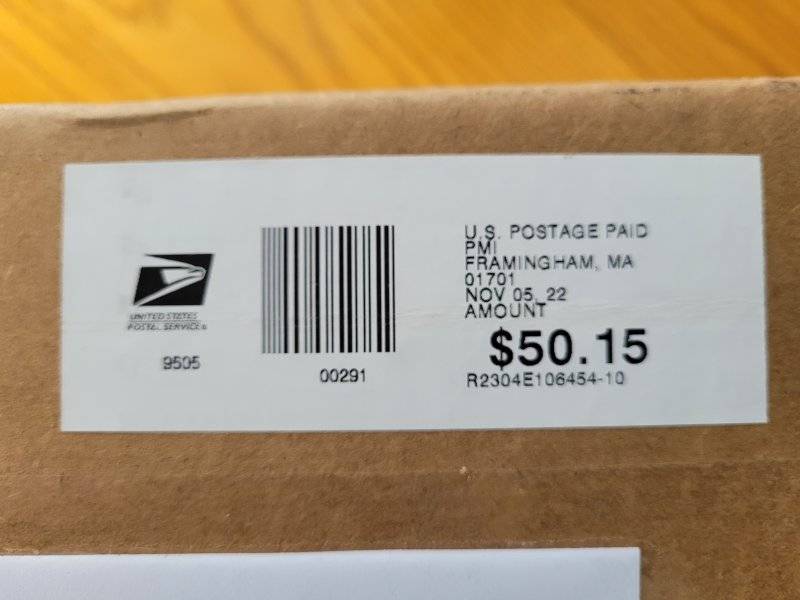 U.S. POSTAGE PAID
PMI
FRAMINGHAM, MA
01701
NOV 05, 22
AMOUNT
$50.15
R2304E106454-10
UNITED STATES
POSTAL SERVICE®
9505
00291